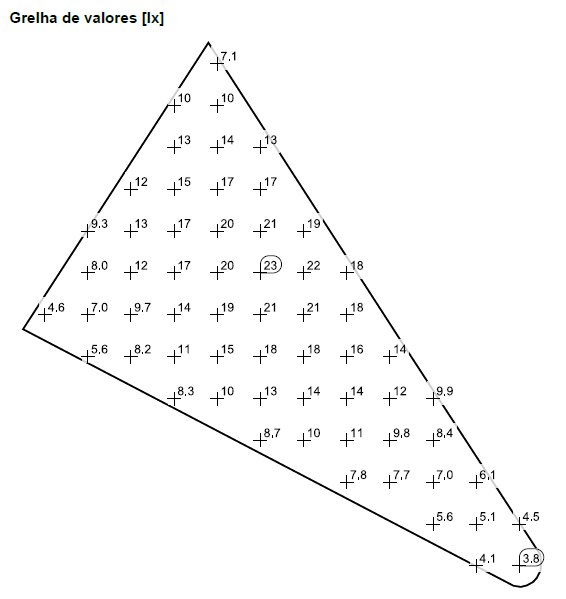 Grelha de valores [lx]
7.1
10 10
13 14 13
12 15 17 17
9.3 13 17 20 21 19
8.0 12 17 20 23 22 18
4.6 7.0 9.7 14 19 21 21 18
5.6 8.2 11 15 18 18 16 14
8.3 10 13 14 14 12 9.9
8.7 10 11 9.8 8.4
7.8 7.7 7.0 6.1
5.6 5.1 4.5
4.1 3.8